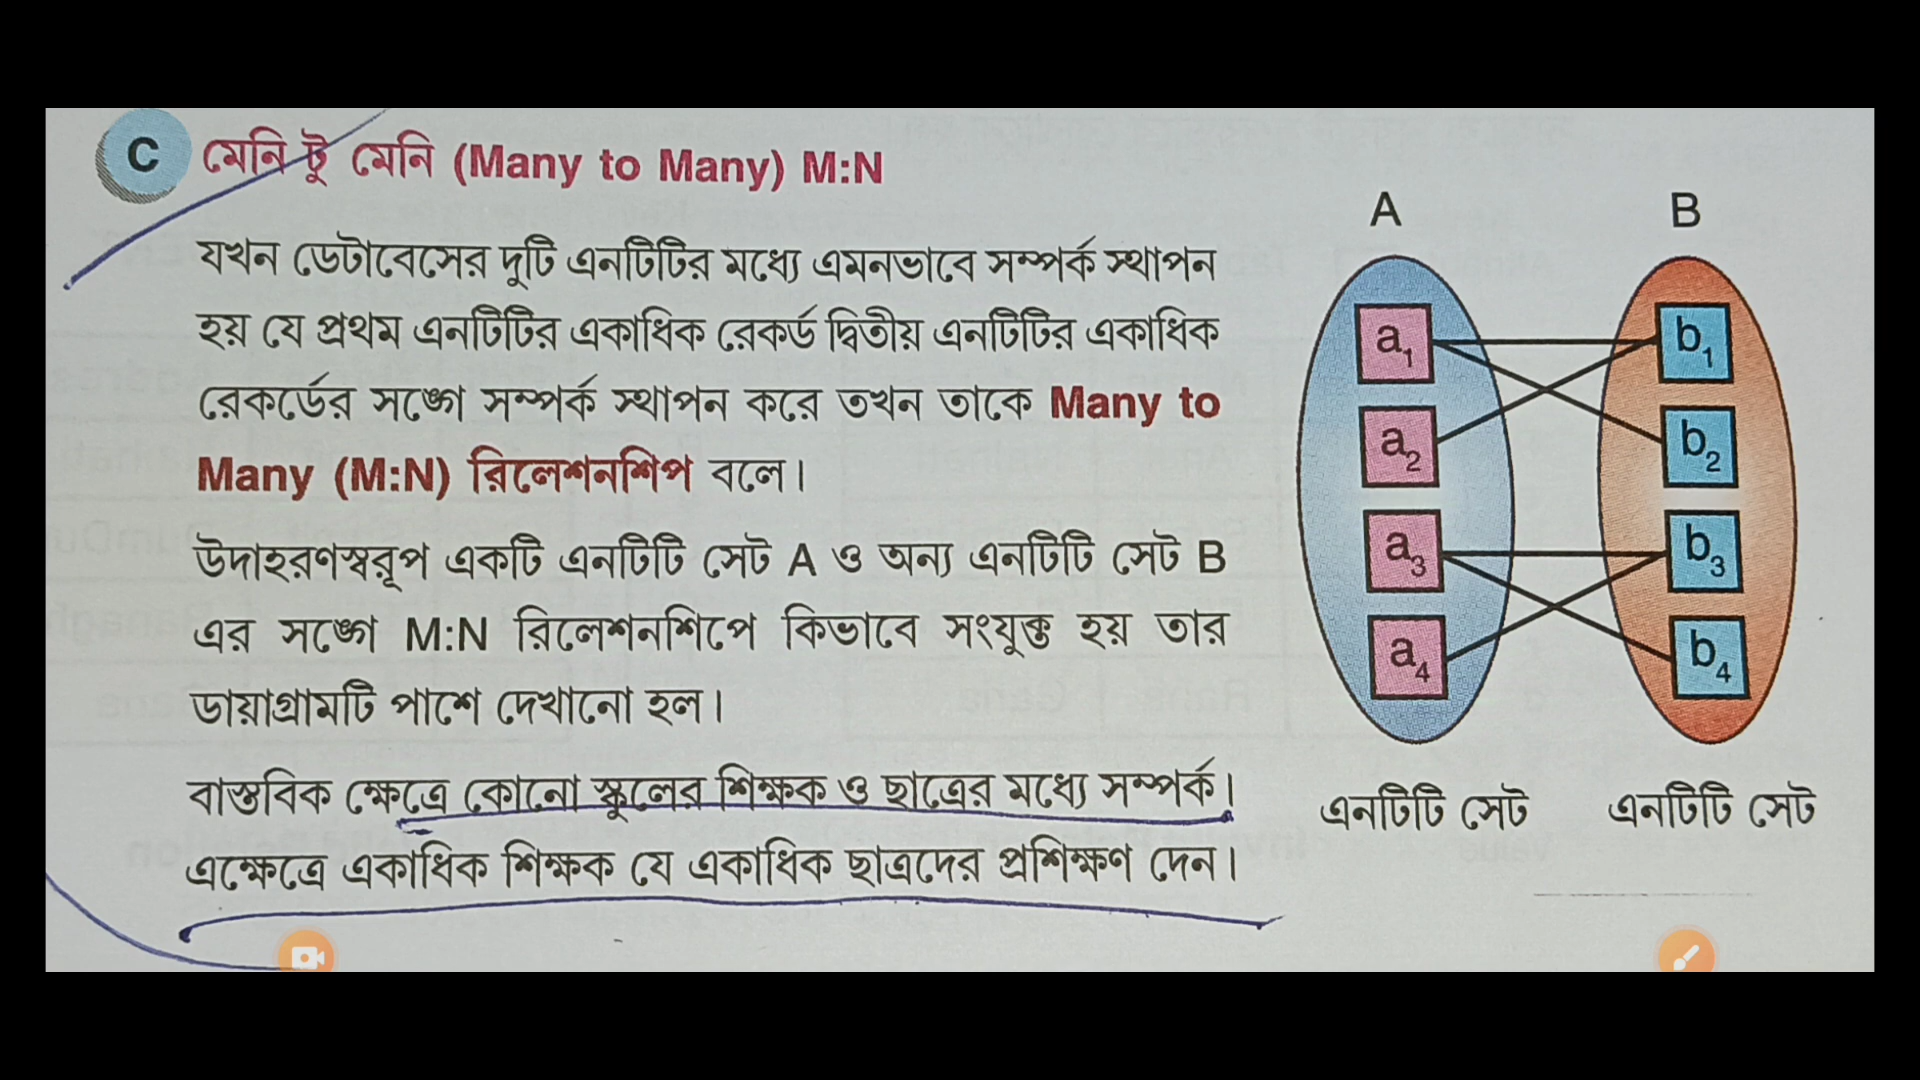 C মেনি টু মেনি (Many to Many) M:N
যখন ডেটাবেসের দুটি এনটিটির মধ্যে এমনভাবে সম্পর্ক স্থাপন
হয় যে প্রথম এনটিটির একাধিক রেকর্ড দ্বিতীয় এনটিটির একাধিক
রেকর্ডের সঙ্গে সম্পর্ক স্থাপন করে তখন তাকে Many to
Many (M:N) রিলেশনশিপ বলে।
উদাহরণস্বরূপ একটি এনটিটি সেট A ও অন্য এনটিটি সেট B
এর সঙ্গে M:N রিলেশনশিপে কিভাবে সংযুক্ত হয় তার
ডায়াগ্রামটি পাশে দেখানো হল।
বাস্তবিক ক্ষেত্রে কোনো স্কুলের শিক্ষক ও ছাত্রের মধ্যে সম্পর্ক।
এক্ষেত্রে একাধিক শিক্ষক যে একাধিক ছাত্রদের প্রশিক্ষণ দেন।
A B
a₁ b₁
a₂ b₂
a₃ b₃
a₄ b₄
এনটিটি সেট এনটিটি সেট